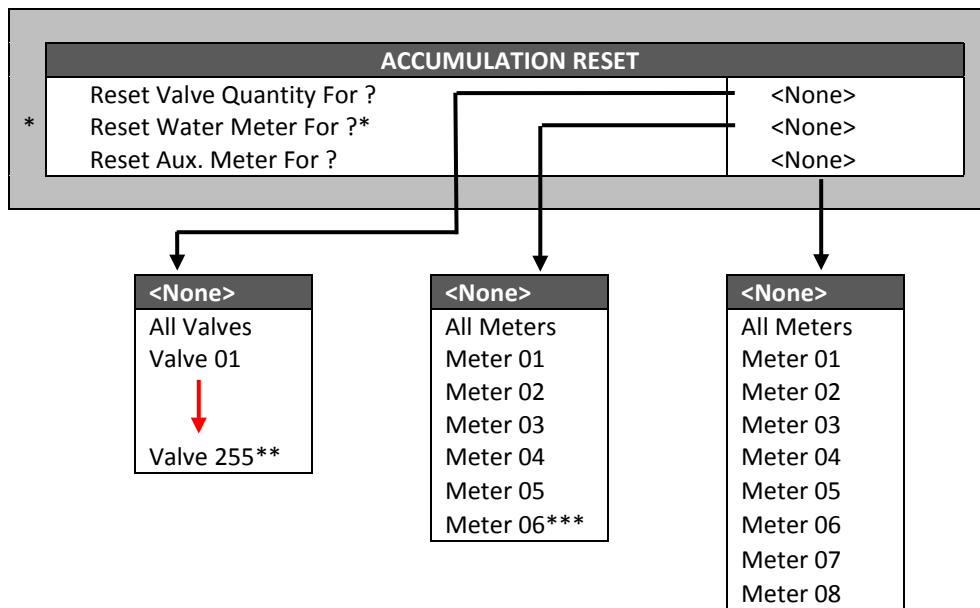 ACCUMULATION RESET
Reset Valve Quantity For ? <None>
* Reset Water Meter For ?* <None>
Reset Aux. Meter For ? <None>
<None>
All Valves
Valve 01
Valve 255**
<None>
All Meters
Meter 01
Meter 02
Meter 03
Meter 04
Meter 05
Meter 06***
<None>
All Meters
Meter 01
Meter 02
Meter 03
Meter 04
Meter 05
Meter 06
Meter 07
Meter 08